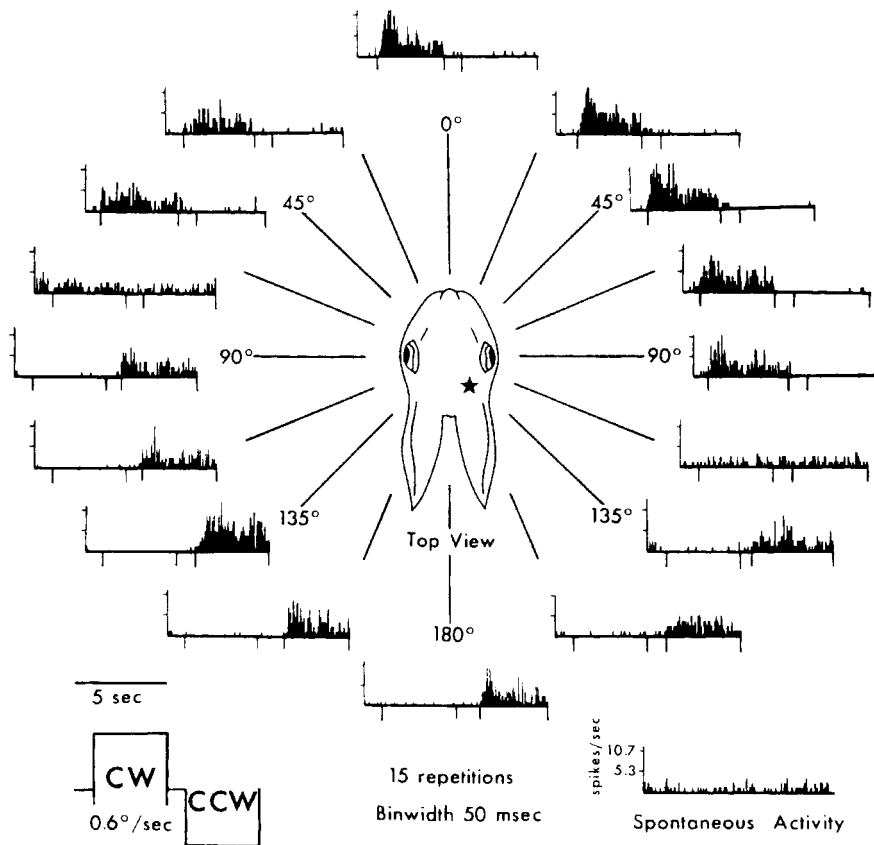 0°
45°
45°
90°
90°
135°
135°
Top View
180°
5 sec
CW
CCW
0.6°/sec
15 repetitions
Binwidth 50 msec
spikes/sec
10.7
5.3
Spontaneous Activity